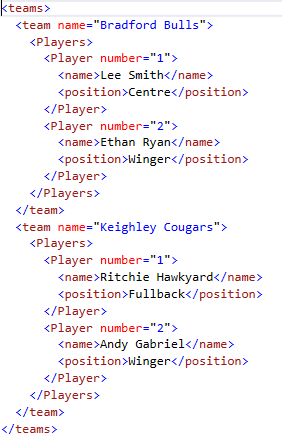 <teams>
  <team name="Bradford Bulls">
    <Players>
      <Player number="1">
        <name>Lee Smith</name>
        <position>Centre</position>
      </Player>
      <Player number="2">
        <name>Ethan Ryan</name>
        <position>Winger</position>
      </Player>
    </Players>
  </team>
  <team name="Keighley Cougars">
    <Players>
      <Player number="1">
        <name>Ritchie Hawkyard</name>
        <position>Fullback</position>
      </Player>
      <Player number="2">
        <name>Andy Gabriel</name>
        <position>Winger</position>
      </Player>
    </Players>
  </team>
</teams>